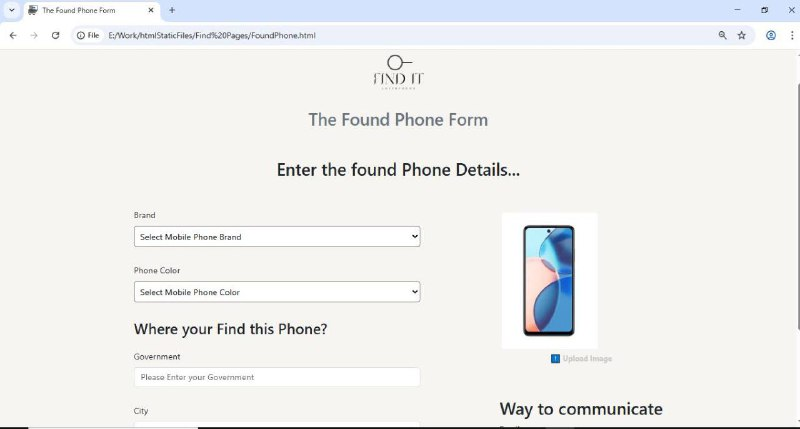 The Found Phone Form
File
E:/Work/htmlStaticFiles/Find%20Pages/FoundPhone.html
FIND IT
The Found Phone Form
Enter the found Phone Details...
Brand
Select Mobile Phone Brand
Phone Color
Select Mobile Phone Color
Where your Find this Phone?
Government
Please Enter your Government
City
Upload Image
Way to communicate